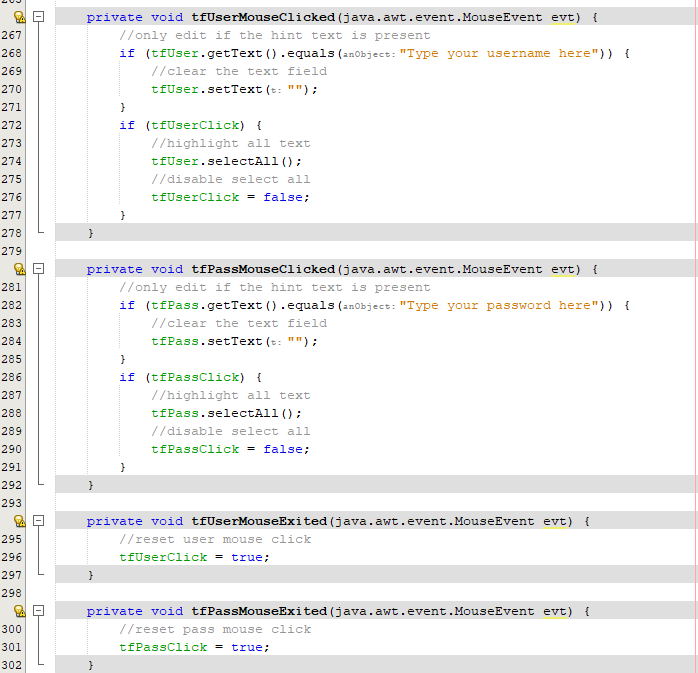 265
private void tfUserMouseClicked(java.awt.event.MouseEvent evt) {
267 //only edit if the hint text is present
268 if (tfUser.getText().equals(anObject: "Type your username here")) {
269 //clear the text field
270 tfUser.setText(t: "");
271 }
272 if (tfUserClick) {
273 //highlight all text
274 tfUser.selectAll();
275 //disable select all
276 tfUserClick = false;
277 }
278 }
279
private void tfPassMouseClicked(java.awt.event.MouseEvent evt) {
281 //only edit if the hint text is present
282 if (tfPass.getText().equals(anObject: "Type your password here")) {
283 //clear the text field
284 tfPass.setText(t: "");
285 }
286 if (tfPassClick) {
287 //highlight all text
288 tfPass.selectAll();
289 //disable select all
290 tfPassClick = false;
291 }
292 }
293
private void tfUserMouseExited(java.awt.event.MouseEvent evt) {
295 //reset user mouse click
296 tfUserClick = true;
297 }
298
private void tfPassMouseExited(java.awt.event.MouseEvent evt) {
300 //reset pass mouse click
301 tfPassClick = true;
302 }